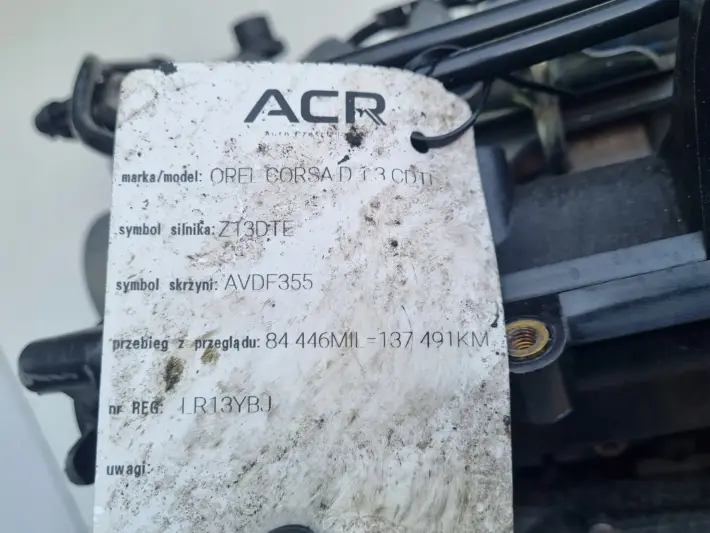 ACR
marka/model: OPEL CORSA D 1.3 CDTI
symbol silnika: Z13DTE
symbol skrzyni: AVDF355
przebieg z przeglądu: 84 446MIL=137 491KM
nr REG: LR13YBJ
uwagi: